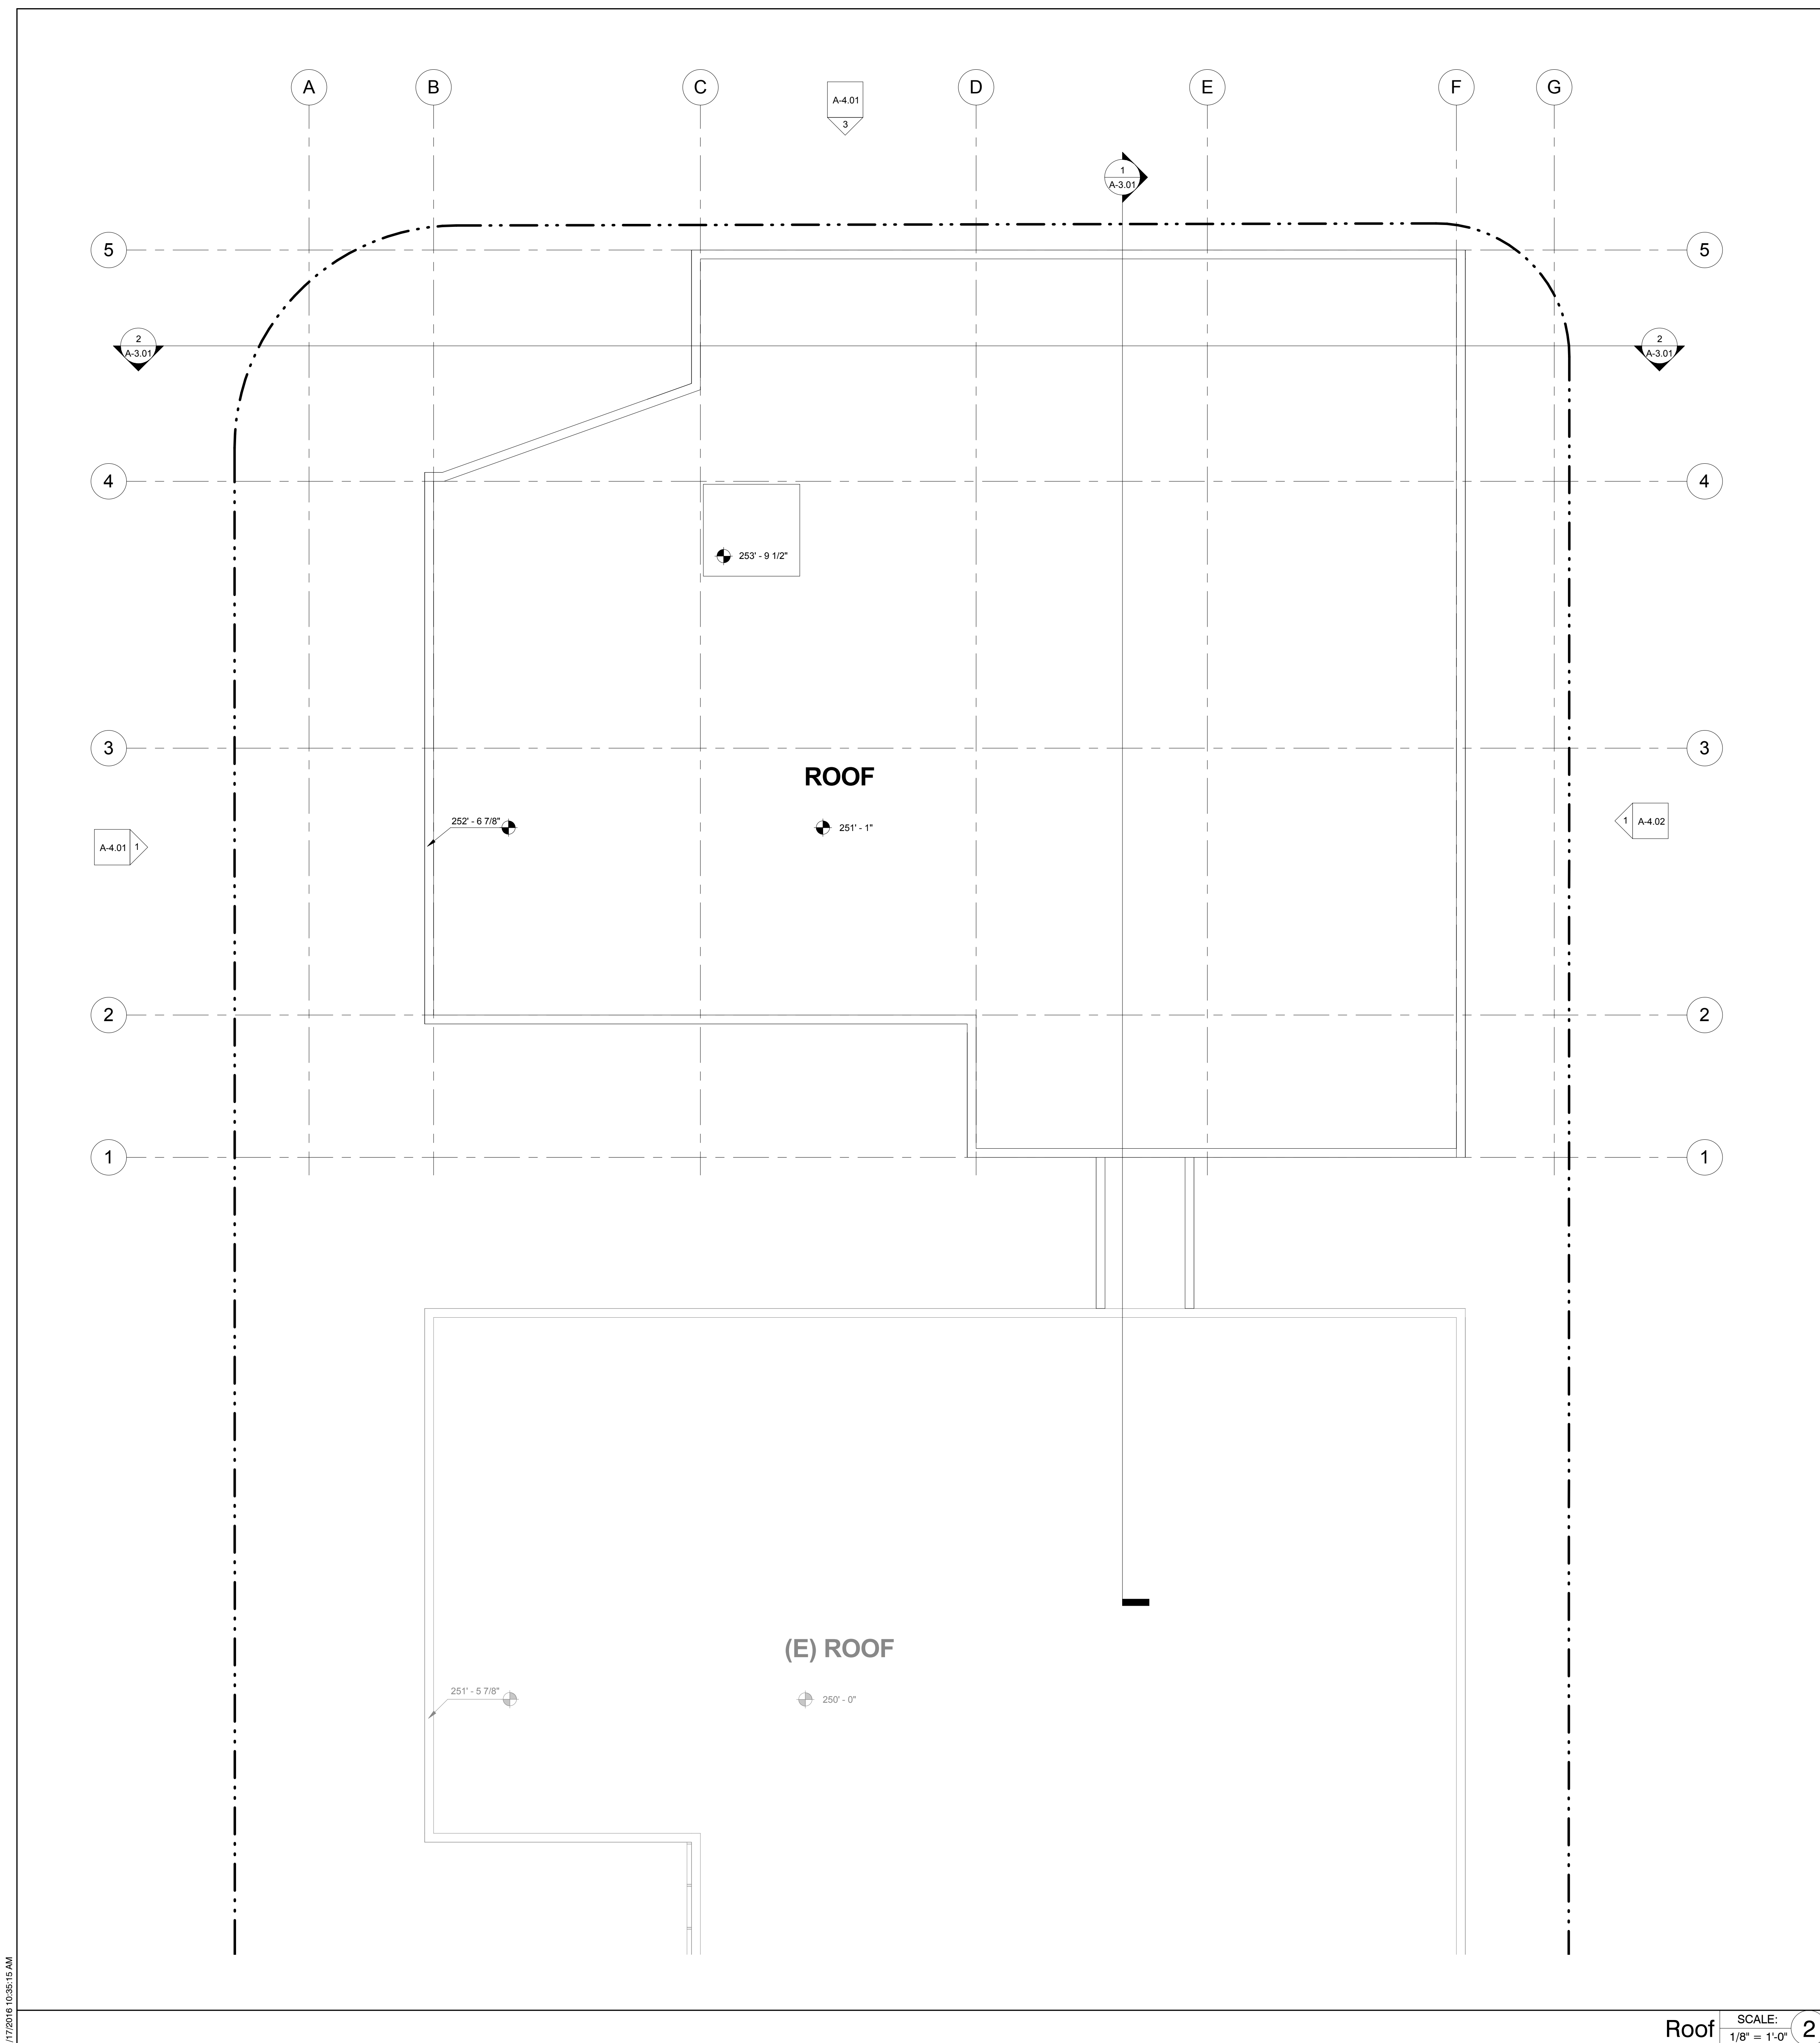 A B C D E F G
A-4.01
3
1
A-3.01
5 5
2
A-3.01
2
A-3.01
4 4
253' - 9 1/2"
3 3
ROOF
252' - 6 7/8"
251' - 1"
A-4.01 1
1 A-4.02
2 2
1 1
(E) ROOF
251' - 5 7/8"
250' - 0"
/17/2016 10:35:15 AM
Roof
SCALE:
1/8" = 1'-0"
2